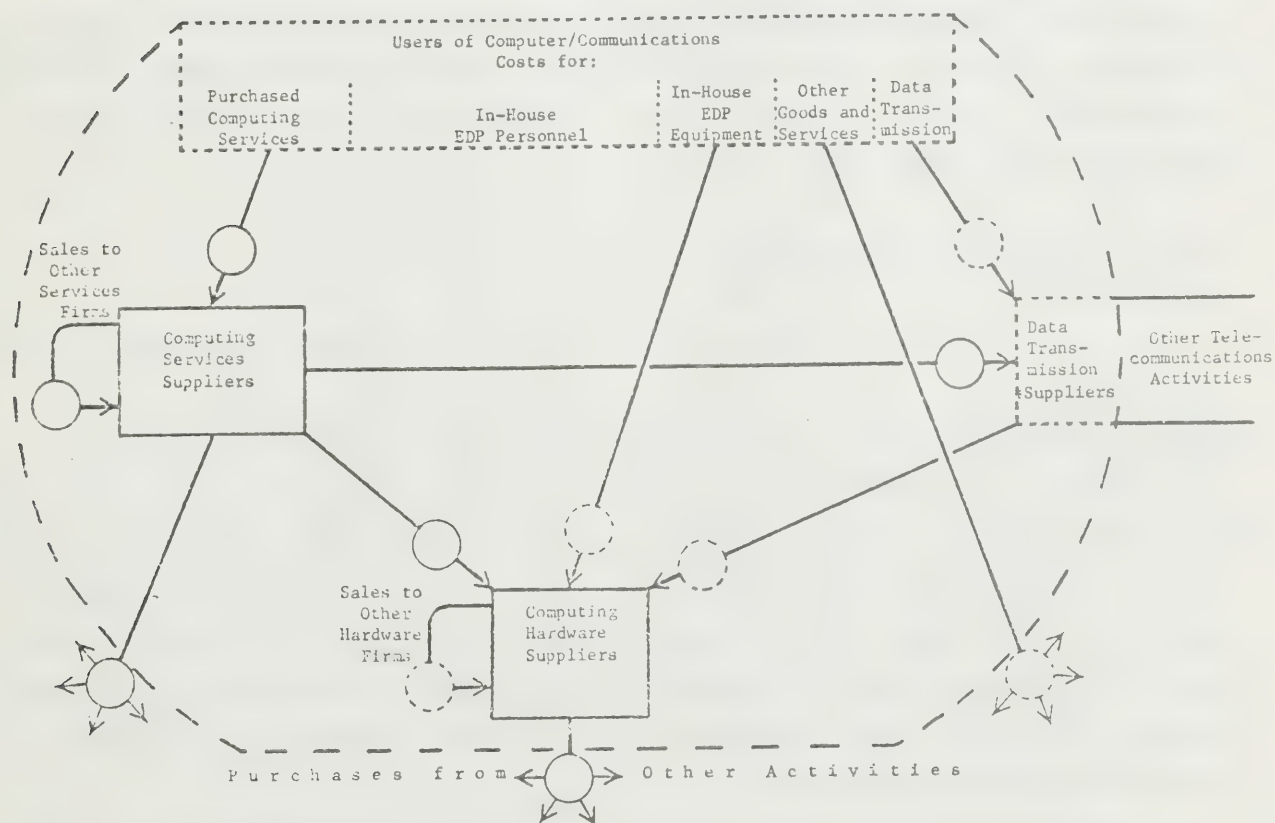 Users of Computer/Communications
Costs for:
Purchased
Computing
Services
In-House
EDP Personnel
In-House
EDP
Equipment
Other
Goods and
Services
Data
Trans-
mission
Sales to
Other
Services
Firms
Computing
Services
Suppliers
Data
Trans-
mission
Suppliers
Other Tele-
communications
Activities
Sales to
Other
Hardware
Firms
Computing
Hardware
Suppliers
Purchases from Other Activities